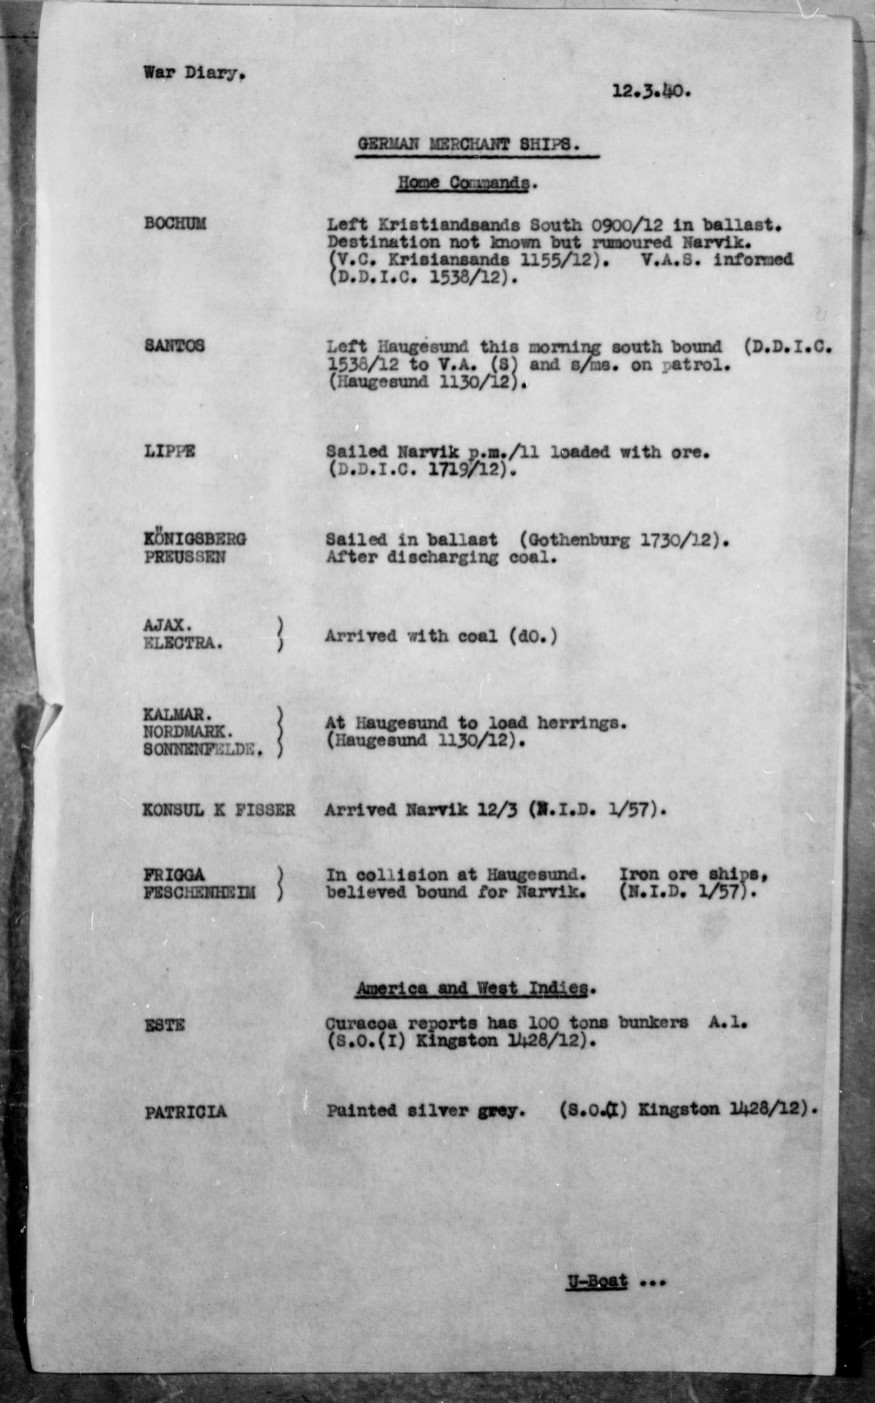 War Diary.
12.3.40.
GERMAN MERCHANT SHIPS.
Home Commands.
BOCHUM Left Kristiandsands South 0900/12 in ballast.
Destination not known but rumoured Narvik.
(V.C. Krisiansands 1155/12). V.A.S. informed
(D.D.I.C. 1538/12).
SANTOS Left Haugesund this morning south bound (D.D.I.C.
1538/12 to V.A. (S) and s/ms. on patrol.
(Haugesund 1130/12).
LIPPE Sailed Narvik p.m./11 loaded with ore.
(D.D.I.C. 1719/12).
KÖNIGSBERG Sailed in ballast (Gothenburg 1730/12).
PREUSSEN After discharging coal.
AJAX. )
ELECTRA. ) Arrived with coal (dO.)
KALMAR. )
NORDMARK. ) At Haugesund to load herrings.
SONNENFELDE. ) (Haugesund 1130/12).
KONSUL K FISSER Arrived Narvik 12/3 (N.I.D. 1/57).
FRIGGA ) In collision at Haugesund. Iron ore ships,
FESCHENHEIM ) believed bound for Narvik. (N.I.D. 1/57).
America and West Indies.
ESTE Curacoa reports has 100 tons bunkers A.1.
(S.O.(I) Kingston 1428/12).
PATRICIA Painted silver grey. (S.O.(I) Kingston 1428/12).
U-Boat ...